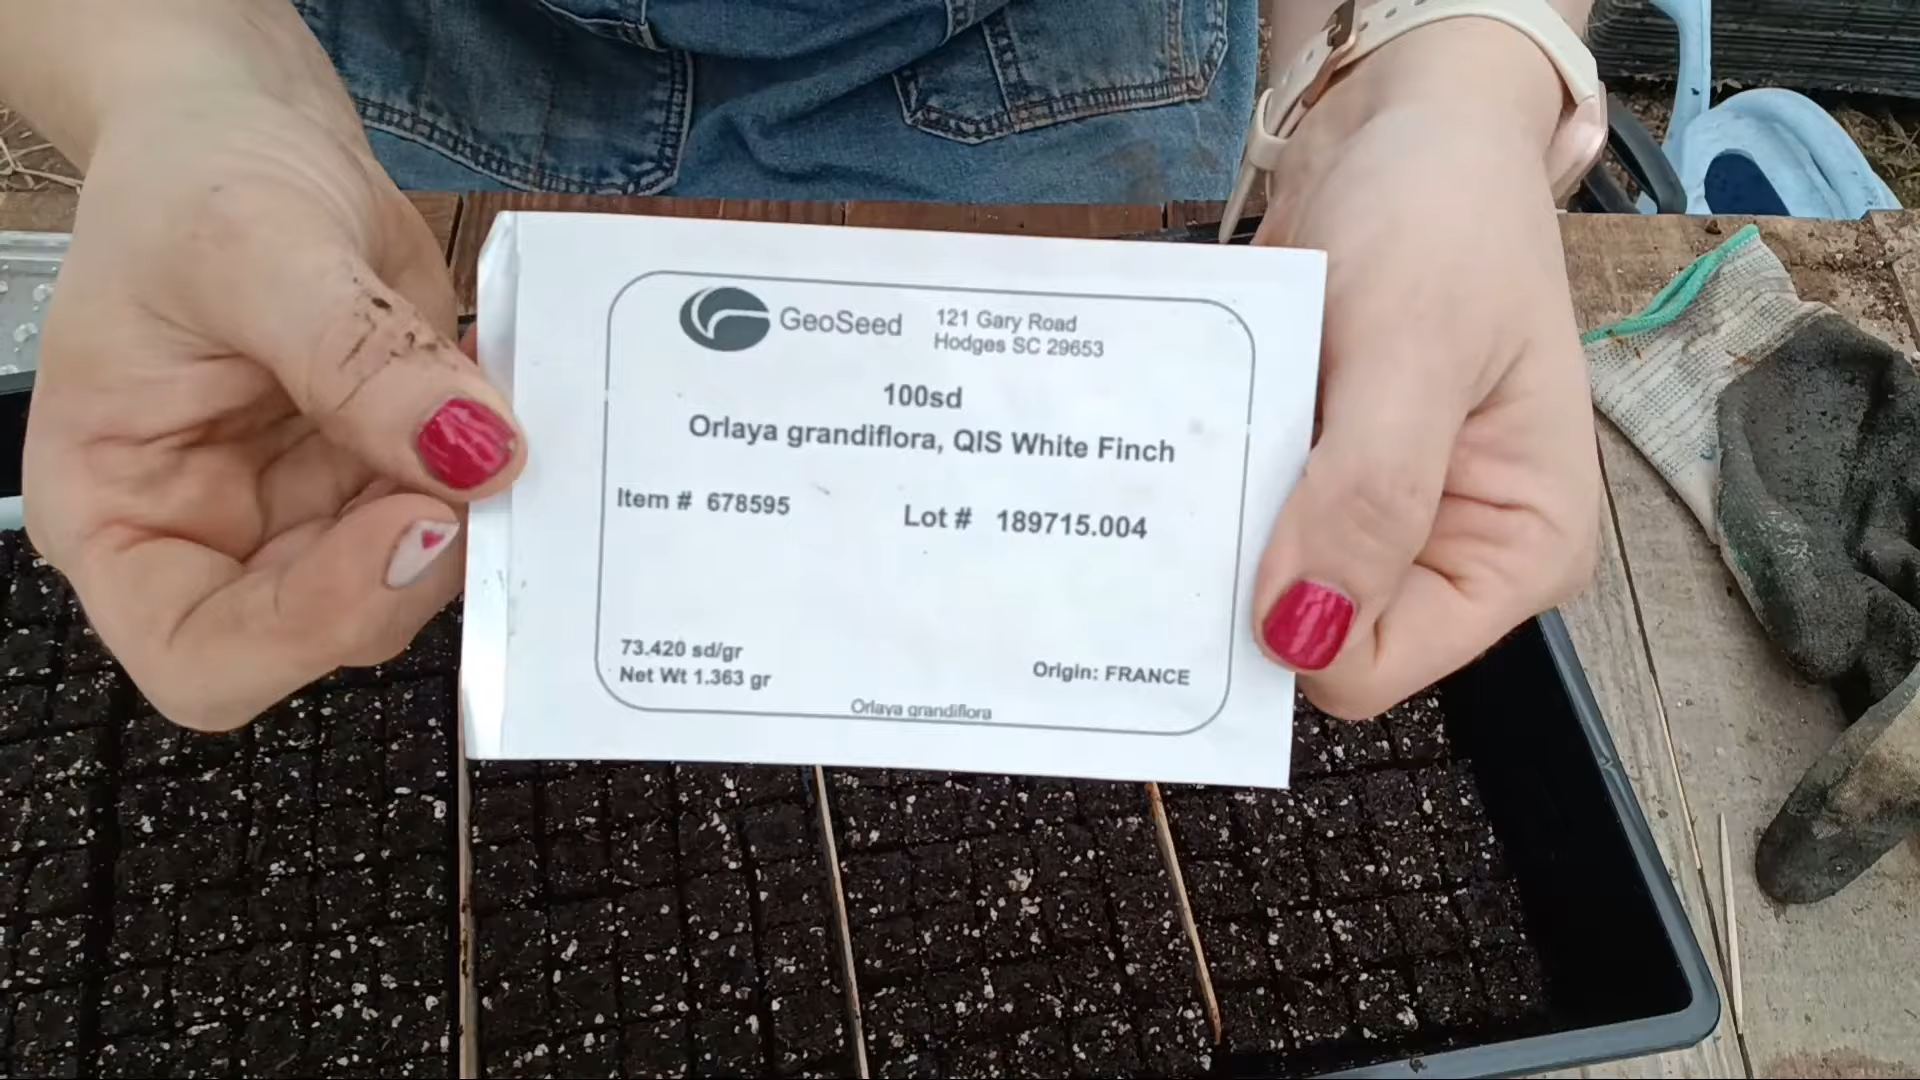 GeoSeed
121 Gary Road
Hodges SC 29653
100sd
Orlaya grandiflora, QIS White Finch
Item # 678595
Lot # 189715.004
73.420 sd/gr
Net Wt 1.363 gr
Origin: FRANCE
Orlaya grandiflora